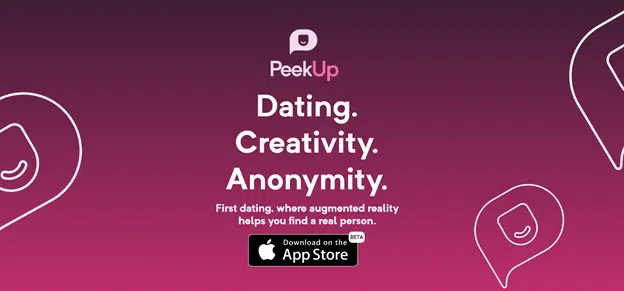 PeekUp
Dating.
Creativity.
Anonymity.
First dating, where augmented reality
helps you find a real person.
BETA
Download on the
App Store